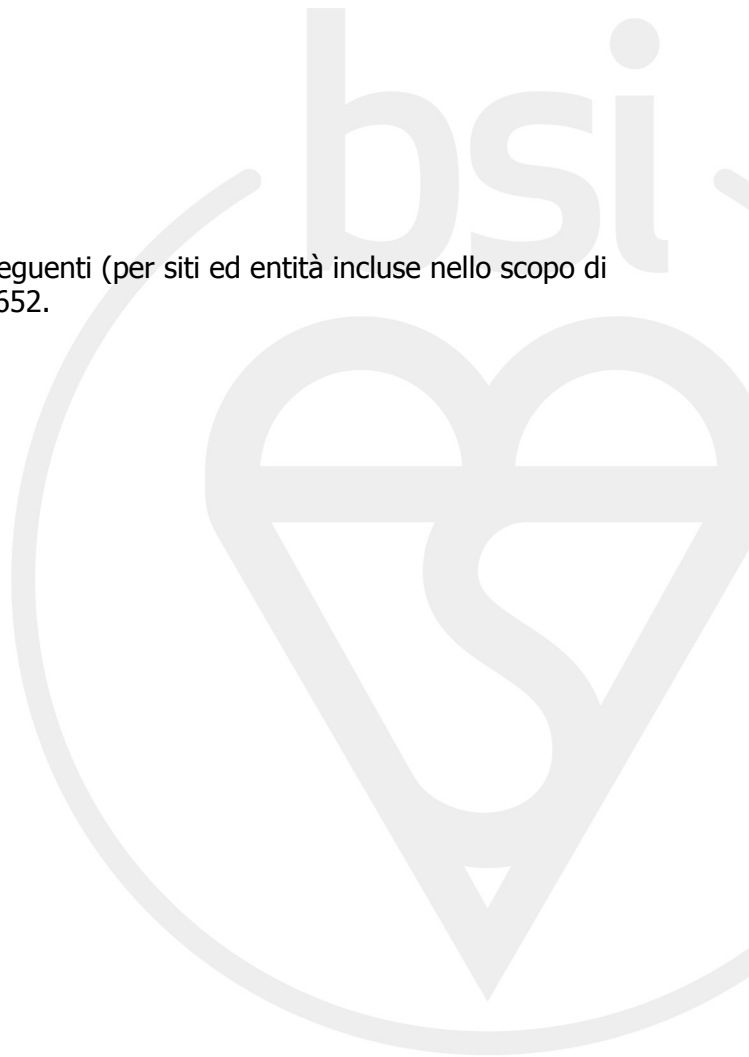 bsi
eguenti (per siti ed entità incluse nello scopo di
652.